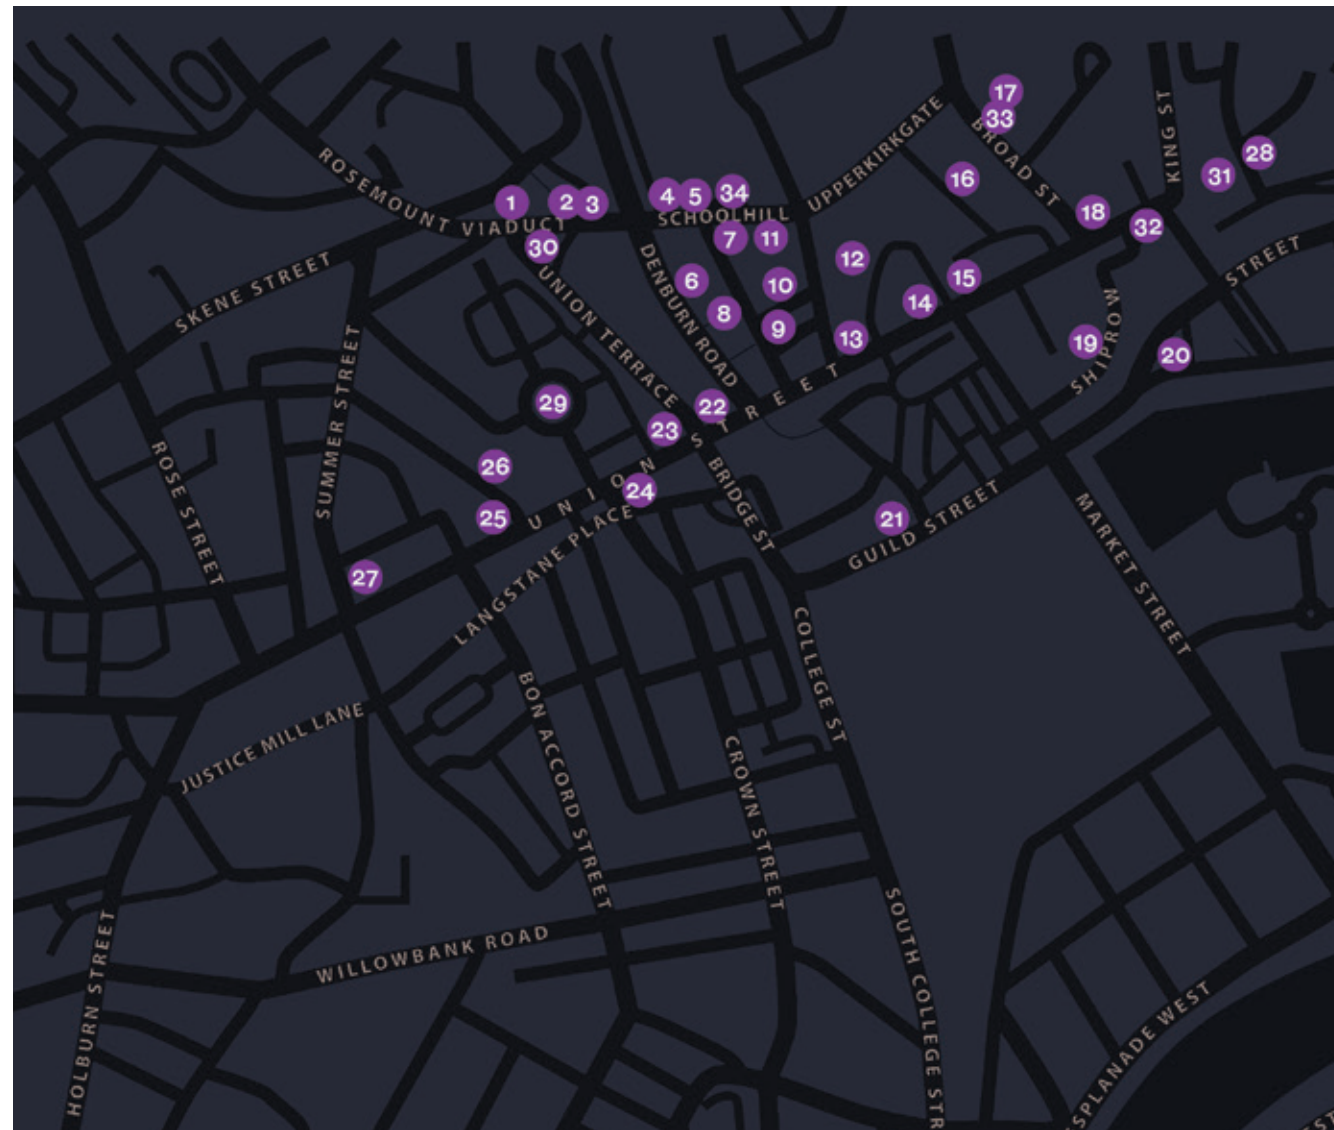 17
33
BROAD ST
KING ST
28
31
16
UPPERKIRKGATE
ROSEMOUNT VIADUCT
1
2
3
4
5
34
SCHOOLHILL
18
32
7
11
30
12
SKENE STREET
UNION TERRACE
DENBURN ROAD
6
10
8
9
14
15
13
SHIPROW
19
20
STREET
SUMMER STREET
29
22
23
UNION STREET
ROSE STREET
26
25
24
BRIDGE ST
21
GUILD STREET
MARKET STREET
27
LANGSTANE PLACE
COLLEGE ST
BON ACCORD STREET
JUSTICE MILL LANE
CROWN STREET
WILLOWBANK ROAD
HOLBURN STREET
SOUTH COLLEGE STR
SPLANADE WEST
EST